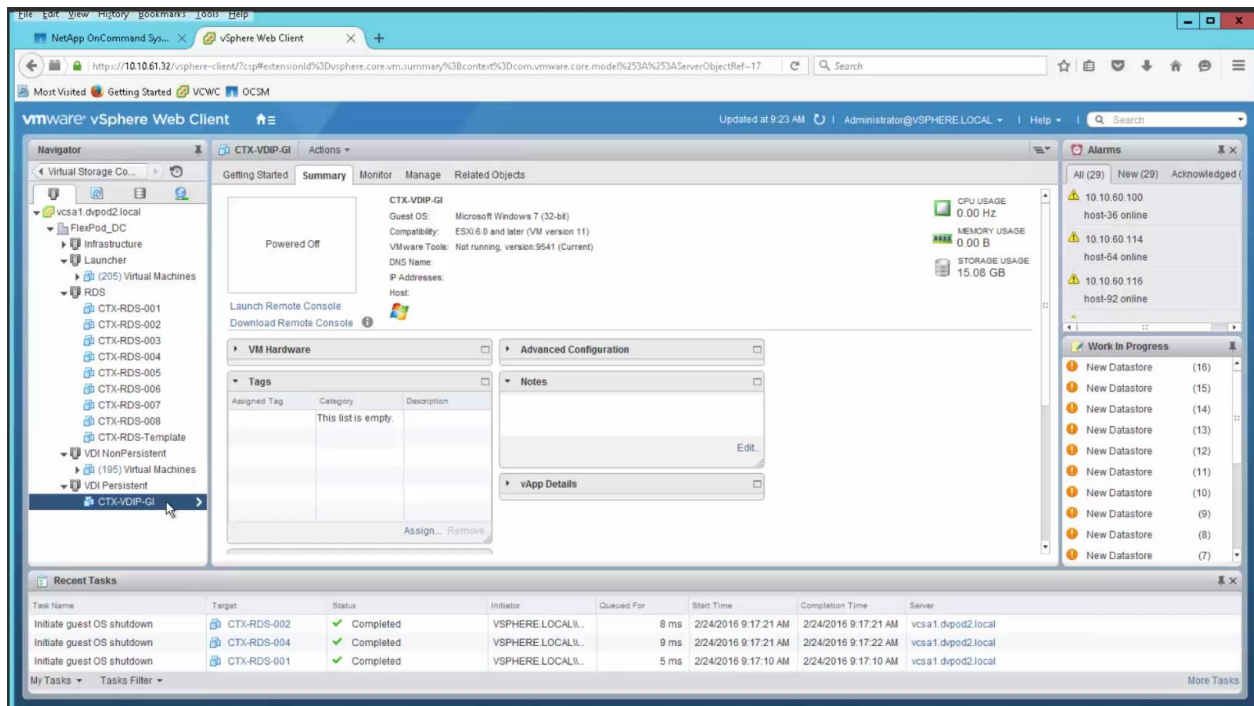 File Edit View History Bookmarks Tools Help
NetApp OnCommand Sys...
vSphere Web Client
https://10.10.61.32/vsphere-client/?csp#extensionId%3Dvsphere.core.vm.summary%3Bcontext%3Dcom.vmware.core.model%253A%253AServerObjectRef~17
Search
Most Visited Getting Started VCWC OCSM
vmware® vSphere Web Client
Updated at 9:23 AM | Administrator@VSPHERE.LOCAL | Help | Search
Navigator
Virtual Storage Co...
vcsa1.dvpod2.local
FlexPod_DC
Infrastructure
Launcher
(205) Virtual Machines
RDS
CTX-RDS-001
CTX-RDS-002
CTX-RDS-003
CTX-RDS-004
CTX-RDS-005
CTX-RDS-006
CTX-RDS-007
CTX-RDS-008
CTX-RDS-Template
VDI NonPersistent
(195) Virtual Machines
VDI Persistent
CTX-VDIP-GI
CTX-VDIP-GI Actions
Getting Started Summary Monitor Manage Related Objects
Powered Off
Launch Remote Console
Download Remote Console
CTX-VDIP-GI
Guest OS: Microsoft Windows 7 (32-bit)
Compatibility: ESXi 6.0 and later (VM version 11)
VMware Tools: Not running, version:9541 (Current)
DNS Name:
IP Addresses:
Host:
CPU USAGE
0.00 Hz
MEMORY USAGE
0.00 B
STORAGE USAGE
15.08 GB
VM Hardware
Tags
Assigned Tag Category Description
This list is empty.
Assign... Remove
Advanced Configuration
Notes
Edit...
vApp Details
Alarms
All (29) New (29) Acknowledged (
10.10.60.100
host-36 online
10.10.60.114
host-64 online
10.10.60.116
host-92 online
Work In Progress
New Datastore (16)
New Datastore (15)
New Datastore (14)
New Datastore (13)
New Datastore (12)
New Datastore (11)
New Datastore (10)
New Datastore (9)
New Datastore (8)
New Datastore (7)
Recent Tasks
Task Name Target Status Initiator Queued For Start Time Completion Time Server
Initiate guest OS shutdown CTX-RDS-002 Completed VSPHERE.LOCAL\\... 8 ms 2/24/2016 9:17:21 AM 2/24/2016 9:17:21 AM vcsa1.dvpod2.local
Initiate guest OS shutdown CTX-RDS-004 Completed VSPHERE.LOCAL\\... 9 ms 2/24/2016 9:17:21 AM 2/24/2016 9:17:22 AM vcsa1.dvpod2.local
Initiate guest OS shutdown CTX-RDS-001 Completed VSPHERE.LOCAL\\... 5 ms 2/24/2016 9:17:10 AM 2/24/2016 9:17:10 AM vcsa1.dvpod2.local
My Tasks Tasks Filter More Tasks